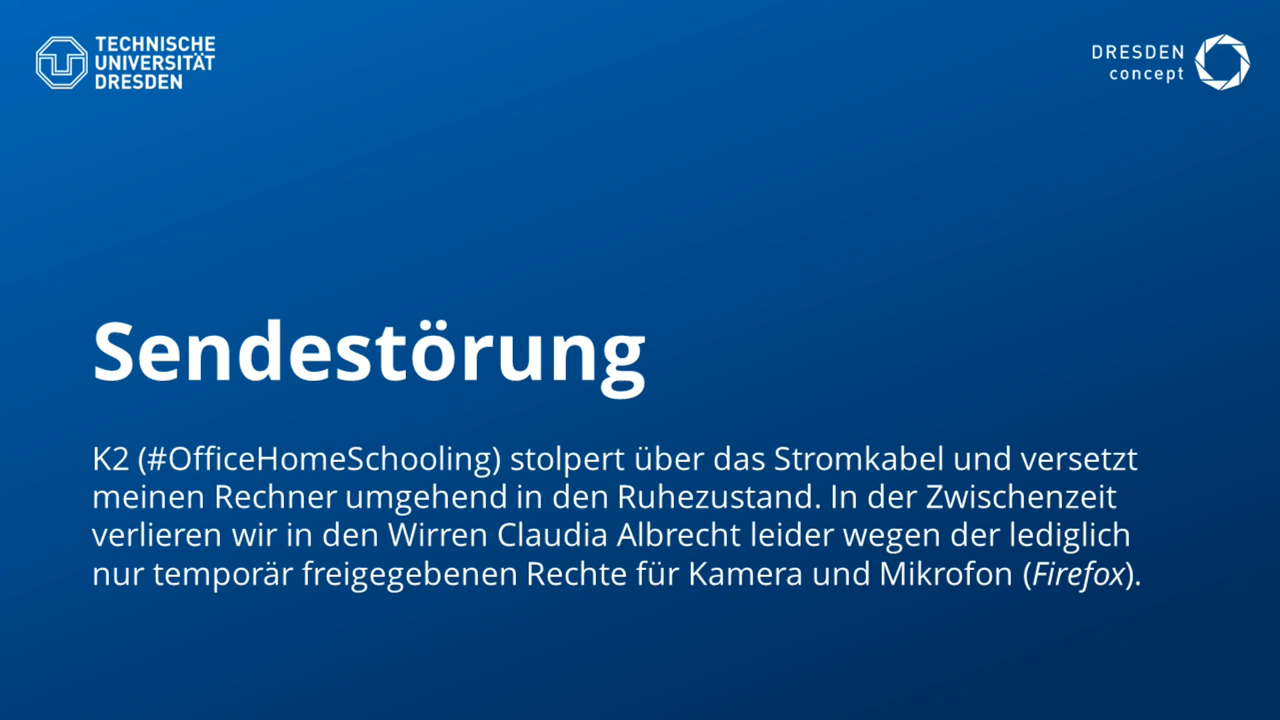 TECHNISCHE
UNIVERSITÄT
DRESDEN
DRESDEN
concept
Sendestörung
K2 (#OfficeHomeSchooling) stolpert über das Stromkabel und versetzt
meinen Rechner umgehend in den Ruhezustand. In der Zwischenzeit
verlieren wir in den Wirren Claudia Albrecht leider wegen der lediglich
nur temporär freigegebenen Rechte für Kamera und Mikrofon (Firefox).